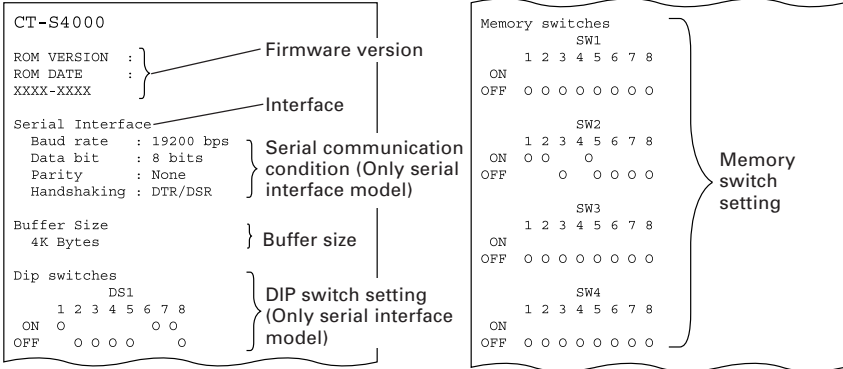 CT-S4000
ROM VERSION :
ROM DATE :
XXXX-XXXX
Firmware version
Serial Interface
Interface
Baud rate : 19200 bps
Data bit : 8 bits
Parity : None
Handshaking : DTR/DSR
Serial communication
condition (Only serial
interface model)
Buffer Size
4K Bytes
Buffer size
Dip switches
DS1
1 2 3 4 5 6 7 8
ON O O O
OFF O O O O O
DIP switch setting
(Only serial interface
model)
Memory switches
SW1
1 2 3 4 5 6 7 8
ON
OFF O O O O O O O O
SW2
1 2 3 4 5 6 7 8
ON O O O
OFF O O O O O
SW3
1 2 3 4 5 6 7 8
ON
OFF O O O O O O O O
SW4
1 2 3 4 5 6 7 8
ON
OFF O O O O O O O O
Memory
switch
setting